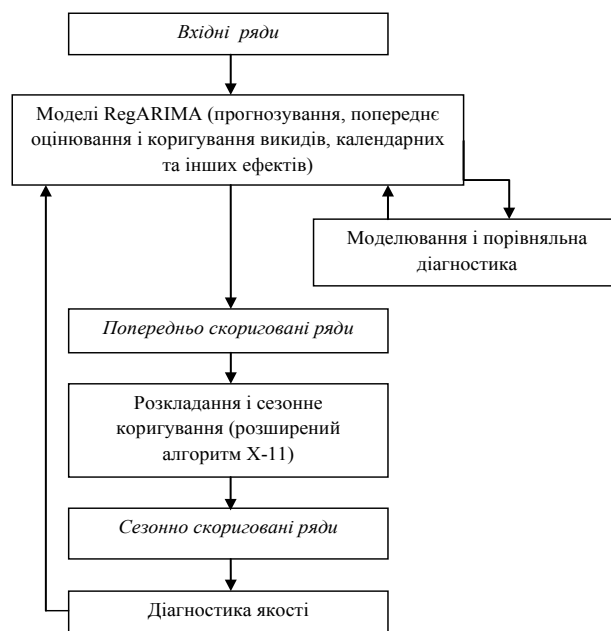 Вхідні ряди
Моделі RegARIMA (прогнозування, попереднє
оцінювання і коригування викидів, календарних
та інших ефектів)
Моделювання і порівняльна
діагностика
Попередньо скориговані ряди
Розкладання і сезонне
коригування (розширений
алгоритм X-11)
Сезонно скориговані ряди
Діагностика якості